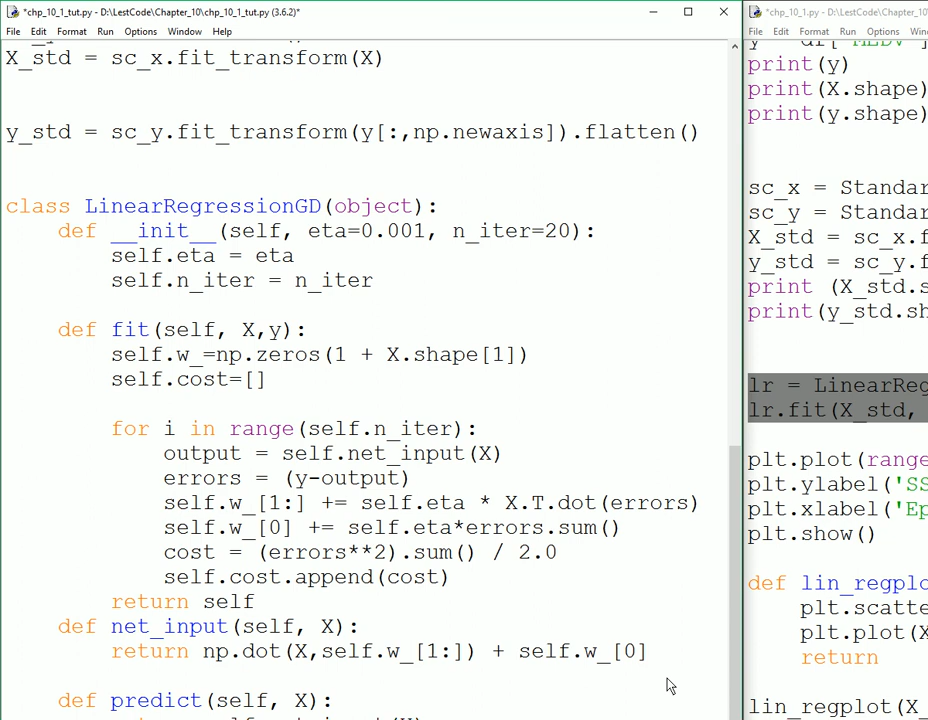 *chp_10_1_tut.py - D:\LestCode\Chapter_10\chp_10_1_tut.py (3.6.2)*
File Edit Format Run Options Window Help
X_std = sc_x.fit_transform(X)
y_std = sc_y.fit_transform(y[:,np.newaxis]).flatten()
class LinearRegressionGD(object):
    def __init__(self, eta=0.001, n_iter=20):
        self.eta = eta
        self.n_iter = n_iter
    def fit(self, X,y):
        self.w_=np.zeros(1 + X.shape[1])
        self.cost=[]
        for i in range(self.n_iter):
            output = self.net_input(X)
            errors = (y-output)
            self.w_[1:] += self.eta * X.T.dot(errors)
            self.w_[0] += self.eta*errors.sum()
            cost = (errors**2).sum() / 2.0
            self.cost.append(cost)
        return self
    def net_input(self, X):
        return np.dot(X,self.w_[1:]) + self.w_[0]
    def predict(self, X):
*chp_10_1.py - D:\LestCode\Chapter_10
File Edit Format Run Options
print(y)
print(X.shape)
print(y.shape)
sc_x = Standar
sc_y = Standar
X_std = sc_x.f
y_std = sc_y.f
print (X_std.s
print(y_std.sh
lr = LinearReg
lr.fit(X_std,
plt.plot(range
plt.ylabel('SS
plt.xlabel('Ep
plt.show()
def lin_regplo
    plt.scatte
    plt.plot(X
    return
lin_regplot(X_